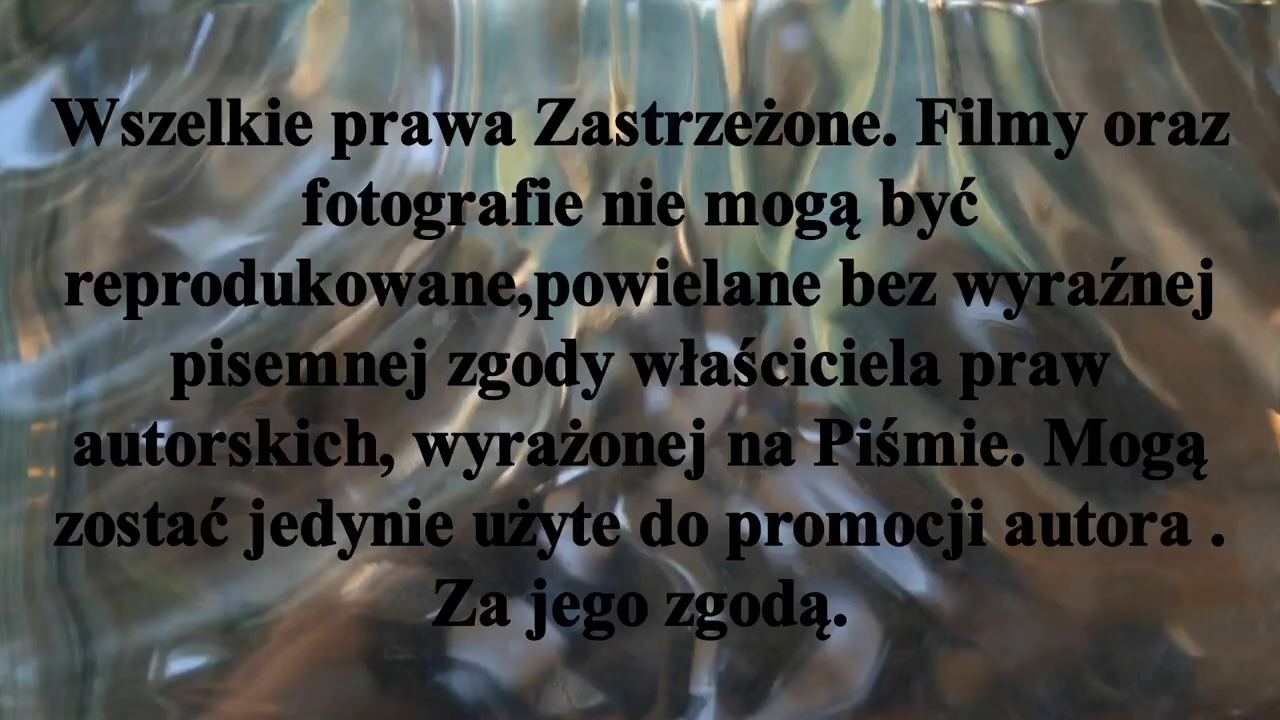 Wszelkie prawa Zastrzeżone. Filmy oraz
fotografie nie mogą być
reprodukowane,powielane bez wyraźnej
pisemnej zgody właściciela praw
autorskich, wyrażonej na Piśmie. Mogą
zostać jedynie użyte do promocji autora .
Za jego zgodą.